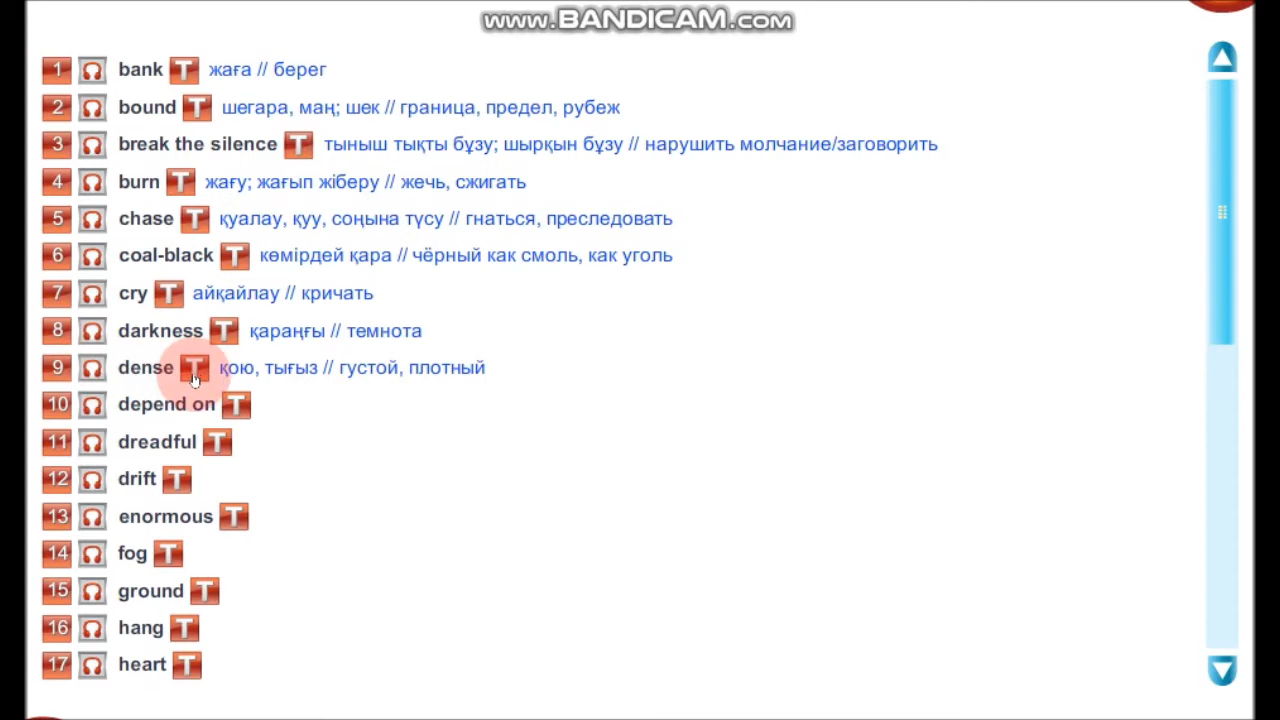 www.BANDICAM.com
1 bank T жаға // берег
2 bound T шегара, маң; шек // граница, предел, рубеж
3 break the silence T тыныш тықты бұзу; шырқын бұзу // нарушить молчание/заговорить
4 burn T жағу; жағып жіберу // жечь, сжигать
5 chase T қуалау, қуу, соңына түсу // гнаться, преследовать
6 coal-black T көмірдей қара // чёрный как смоль, как уголь
7 cry T айқайлау // кричать
8 darkness T қараңғы // темнота
9 dense T қою, тығыз // густой, плотный
10 depend on T
11 dreadful T
12 drift T
13 enormous T
14 fog T
15 ground T
16 hang T
17 heart T